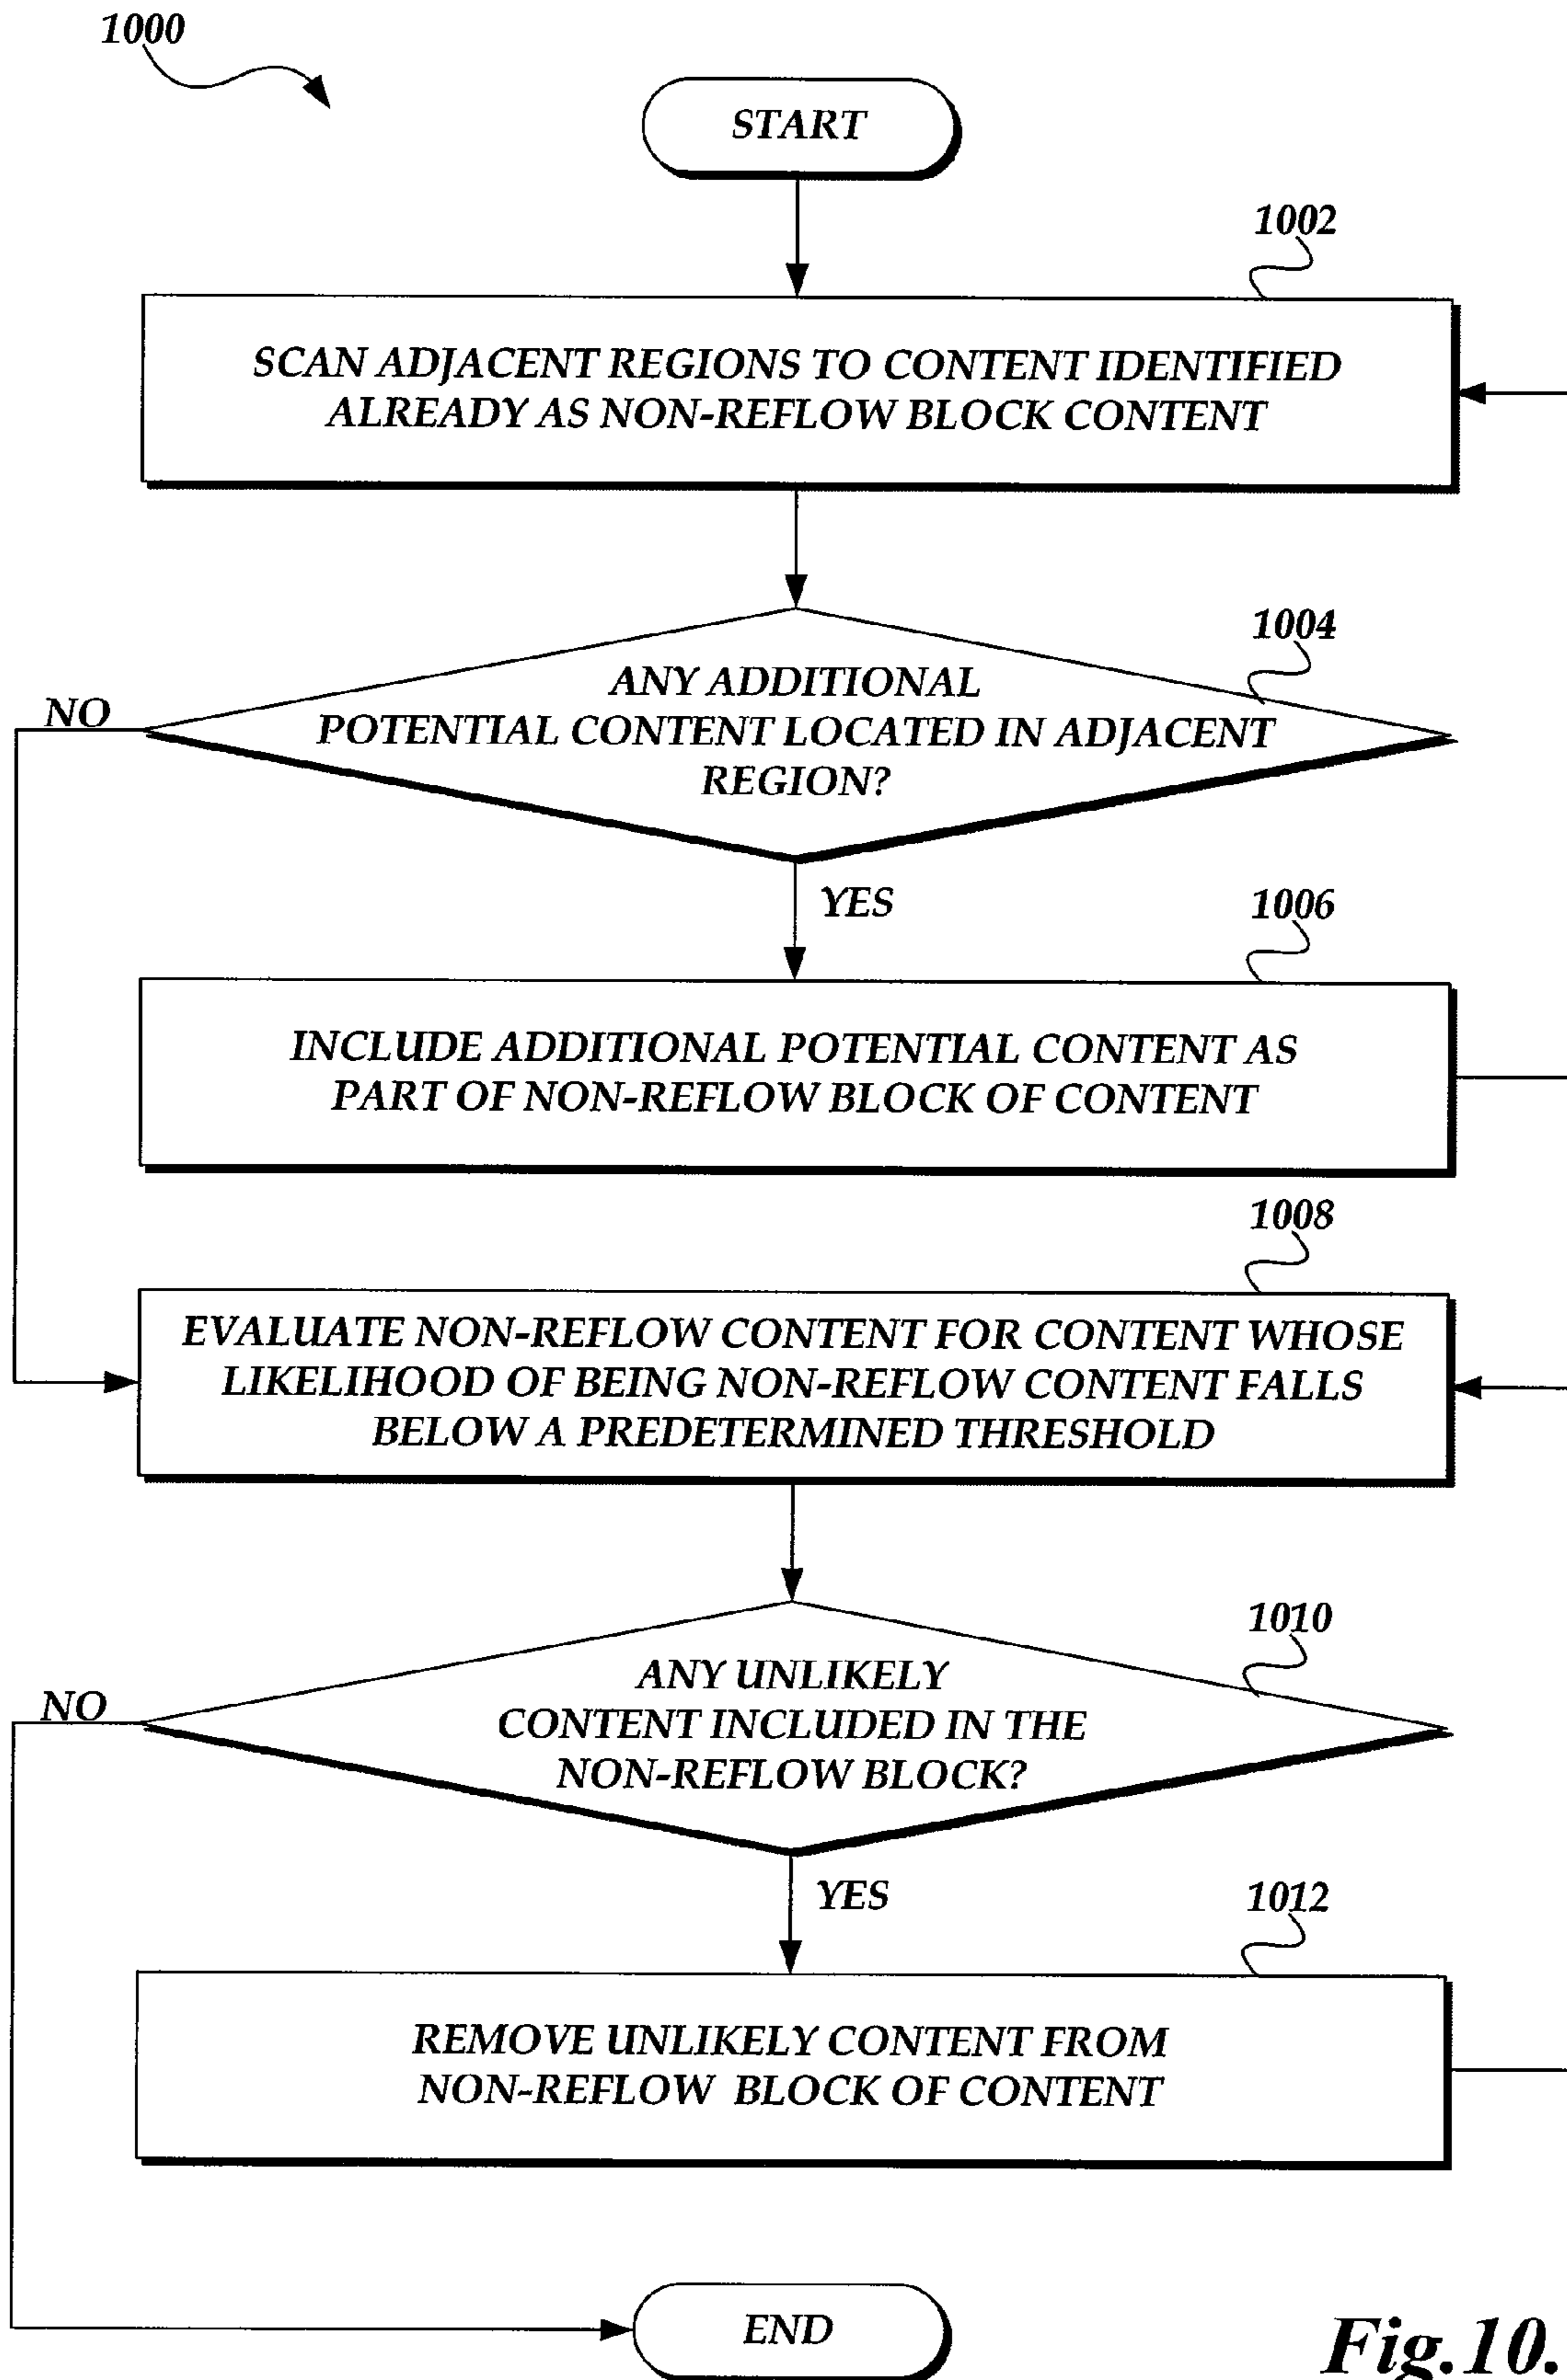 1000
START
1002
SCAN ADJACENT REGIONS TO CONTENT IDENTIFIED
ALREADY AS NON-REFLOW BLOCK CONTENT
1004
ANY ADDITIONAL
POTENTIAL CONTENT LOCATED IN ADJACENT
REGION?
NO
YES
1006
INCLUDE ADDITIONAL POTENTIAL CONTENT AS
PART OF NON-REFLOW BLOCK OF CONTENT
1008
EVALUATE NON-REFLOW CONTENT FOR CONTENT WHOSE
LIKELIHOOD OF BEING NON-REFLOW CONTENT FALLS
BELOW A PREDETERMINED THRESHOLD
1010
ANY UNLIKELY
CONTENT INCLUDED IN THE
NON-REFLOW BLOCK?
NO
YES
1012
REMOVE UNLIKELY CONTENT FROM
NON-REFLOW BLOCK OF CONTENT
END
Fig.10.